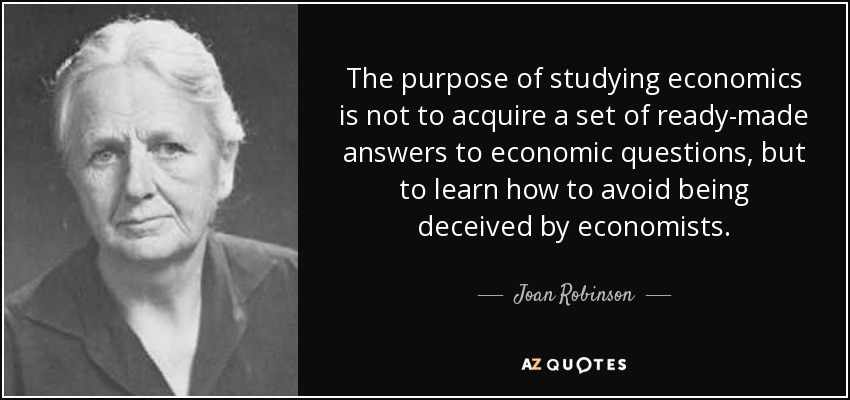 The purpose of studying economics
is not to acquire a set of ready-made
answers to economic questions, but
to learn how to avoid being
deceived by economists.
Joan Robinson
AZ QUOTES